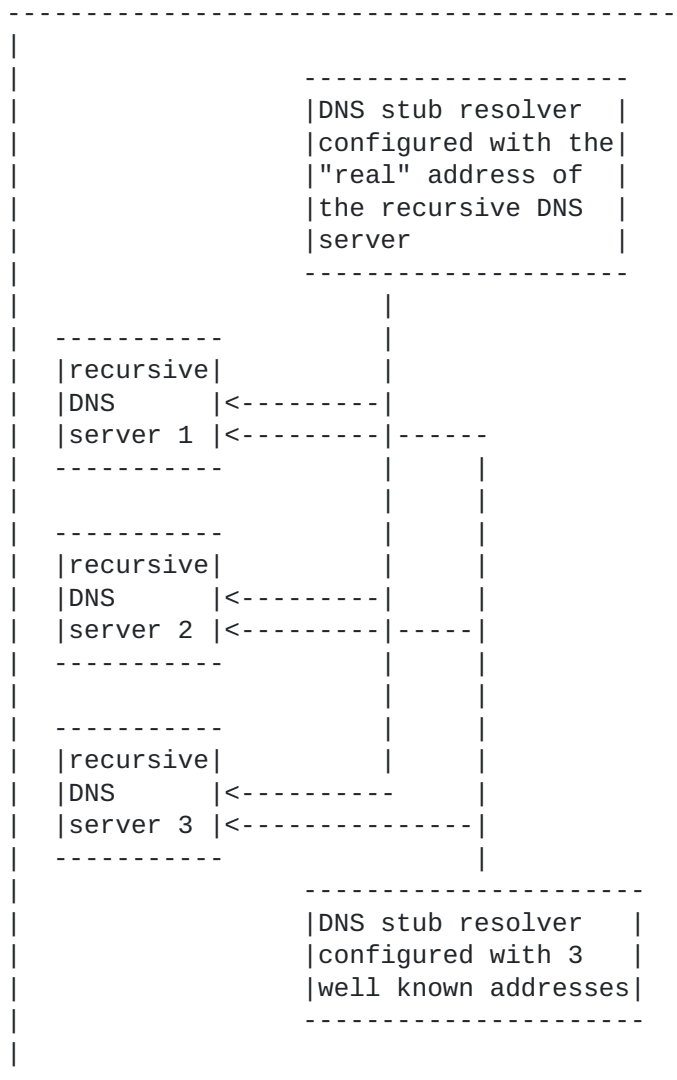 DNS stub resolver
configured with the
"real" address of
the recursive DNS
server
recursive
DNS
server 1
recursive
DNS
server 2
recursive
DNS
server 3
DNS stub resolver
configured with 3
well known addresses